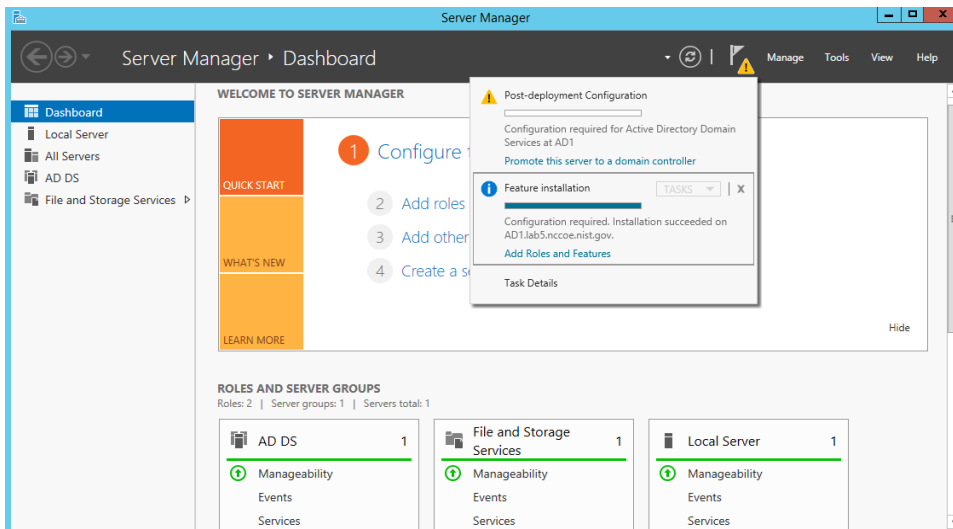 Server Manager
Server Manager ‣ Dashboard
Manage Tools View Help
Dashboard
Local Server
All Servers
AD DS
File and Storage Services
WELCOME TO SERVER MANAGER
QUICK START
WHAT'S NEW
LEARN MORE
1 Configure
2 Add roles
3 Add other
4 Create a
Hide
Post-deployment Configuration
Configuration required for Active Directory Domain
Services at AD1
Promote this server to a domain controller
Feature installation
TASKS
X
Configuration required. Installation succeeded on
AD1.lab5.nccoe.nist.gov.
Add Roles and Features
Task Details
ROLES AND SERVER GROUPS
Roles: 2 | Server groups: 1 | Servers total: 1
AD DS 1
Manageability
Events
Services
File and Storage
Services 1
Manageability
Events
Services
Local Server 1
Manageability
Events
Services